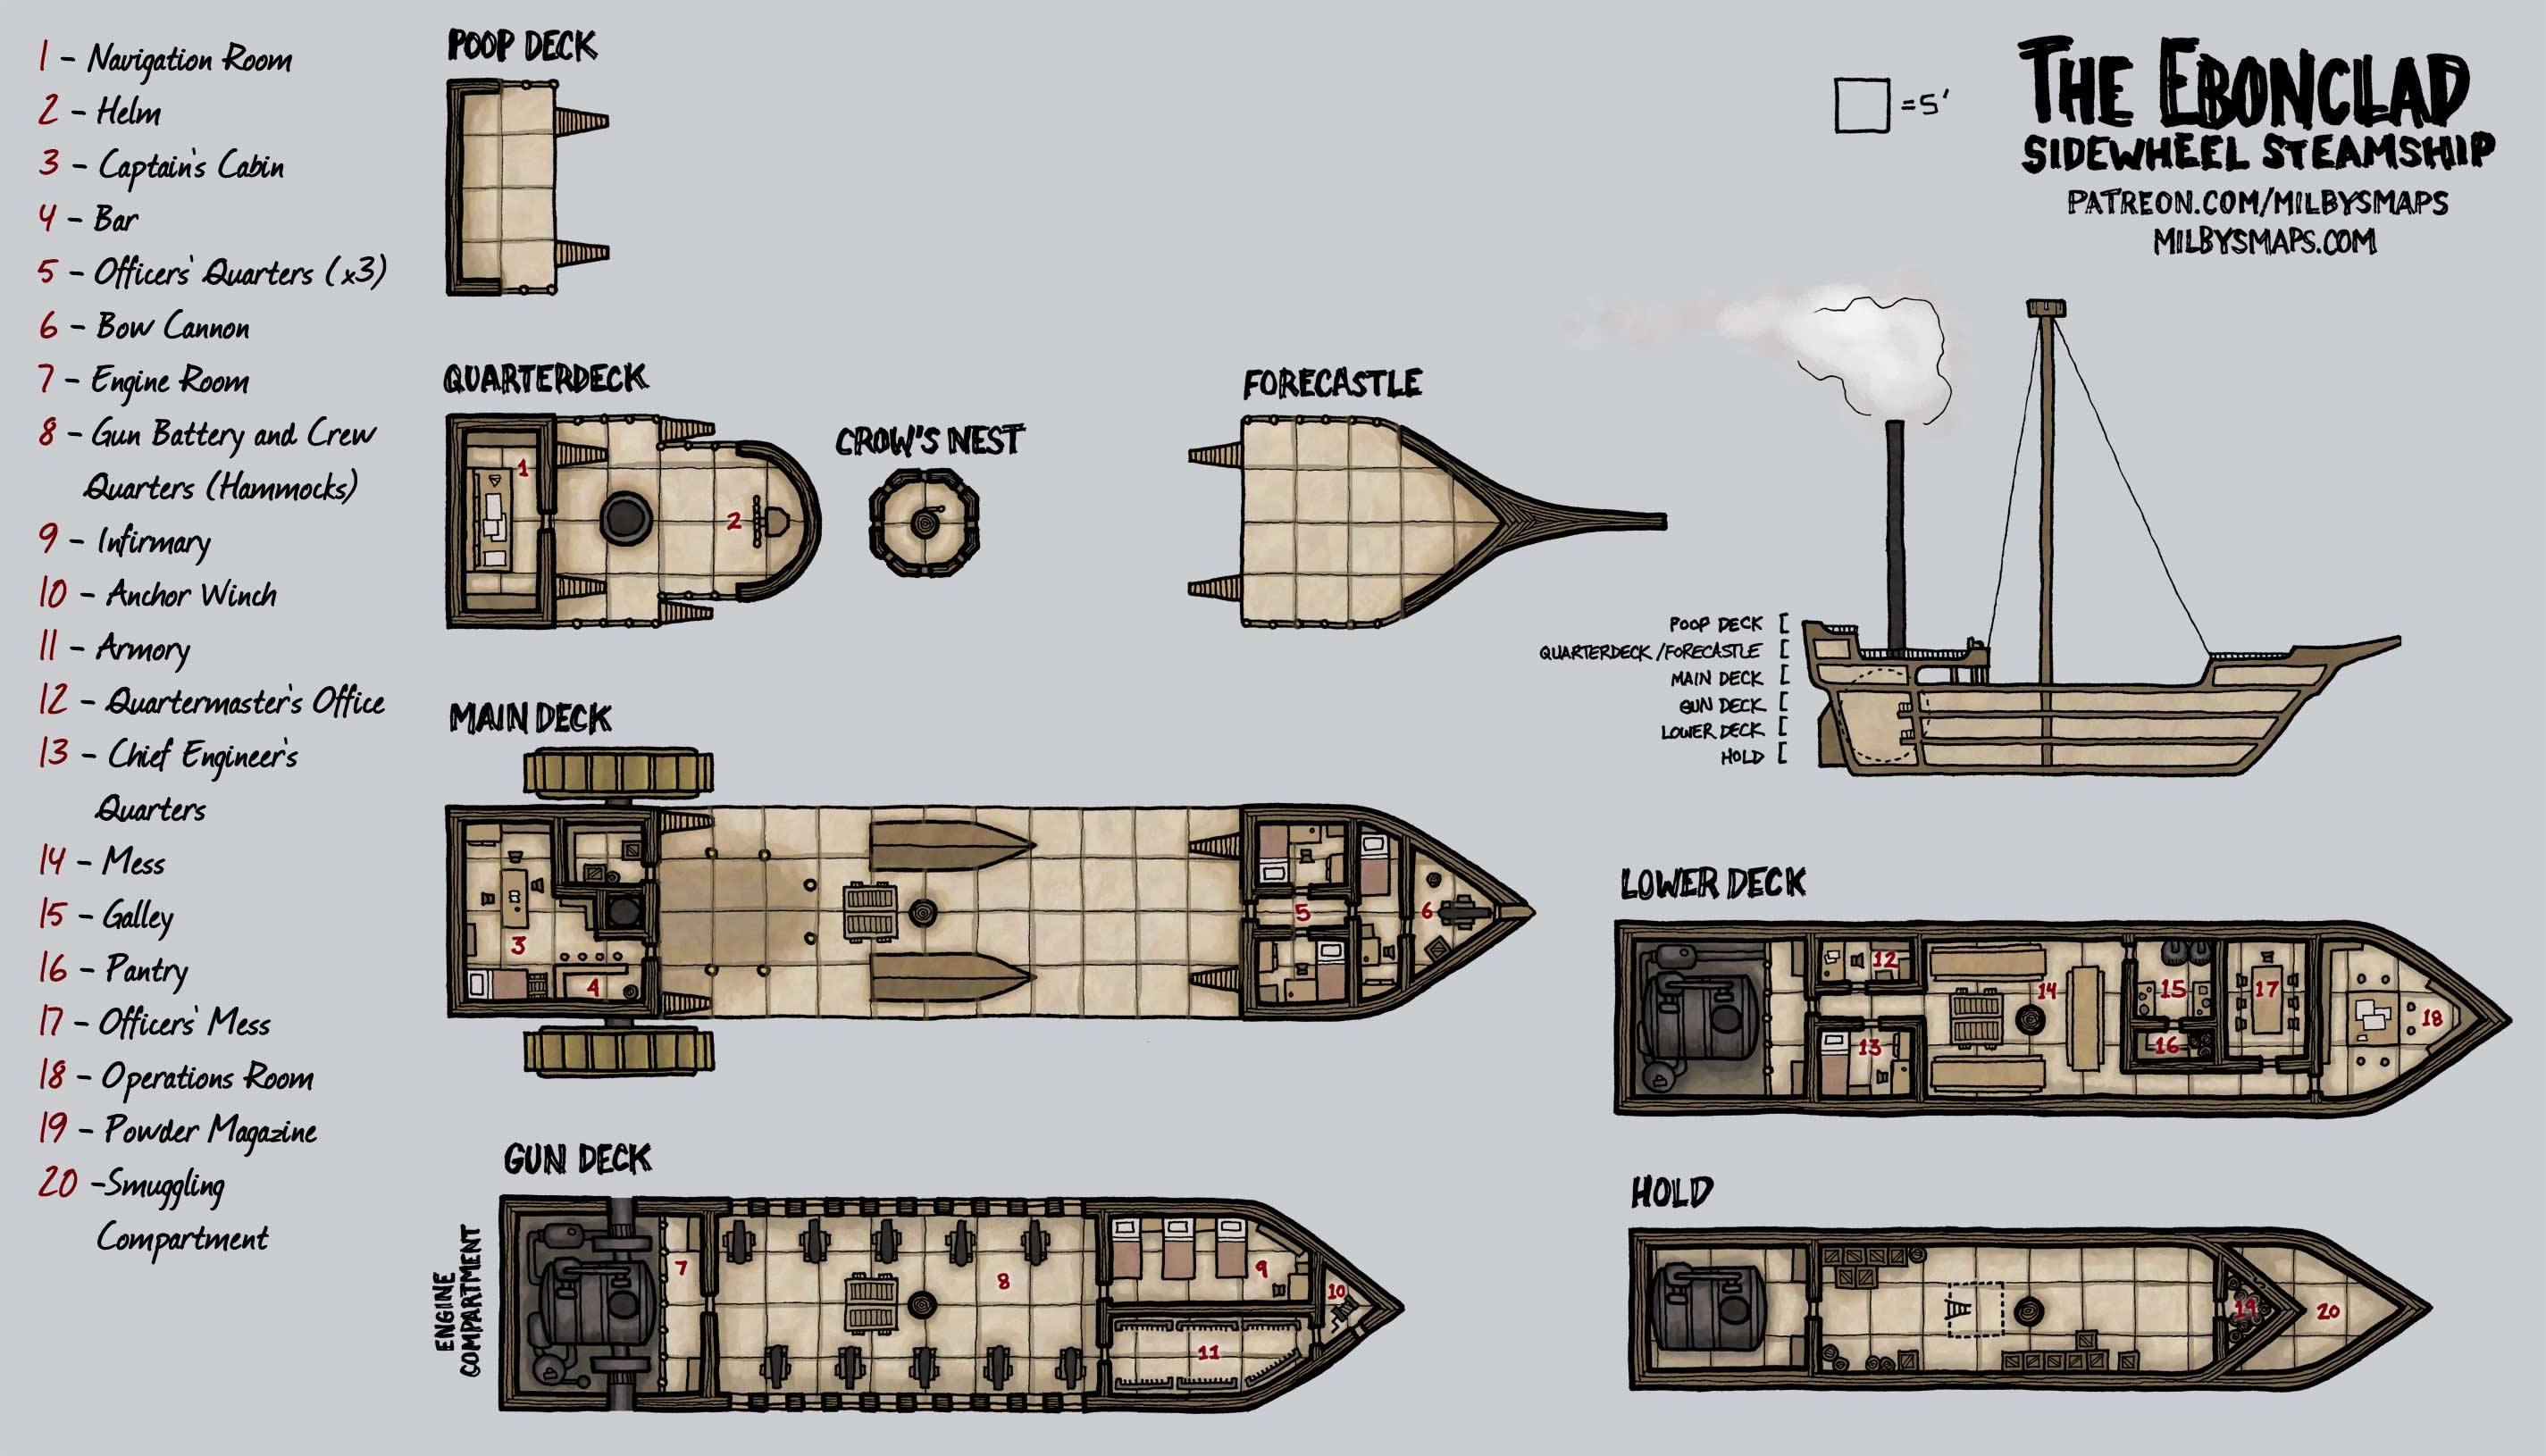 1 - Navigation Room
2 - Helm
3 - Captain's Cabin
4 - Bar
5 - Officers' Quarters (x3)
6 - Bow Cannon
7 - Engine Room
8 - Gun Battery and Crew
Quarters (Hammocks)
9 - Infirmary
10 - Anchor Winch
11 - Armory
12 - Quartermaster's Office
13 - Chief Engineer's
Quarters
14 - Mess
15 - Galley
16 - Pantry
17 - Officers' Mess
18 - Operations Room
19 - Powder Magazine
20 -Smuggling
Compartment
POOP DECK
=5'
THE EBONCLAD
SIDEWHEEL STEAMSHIP
PATREON.COM/MILBYSMAPS
MILBYSMAPS.COM
QUARTERDECK
1
2
CROW'S NEST
FORECASTLE
POOP DECK
QUARTERDECK/FORECASTLE
MAIN DECK
GUN DECK
LOWER DECK
HOLD
MAIN DECK
3
4
5
6
LOWER DECK
12
13
14
15
16
17
18
GUN DECK
ENGINE
COMPARTMENT
7
8
9
10
11
HOLD
19
20